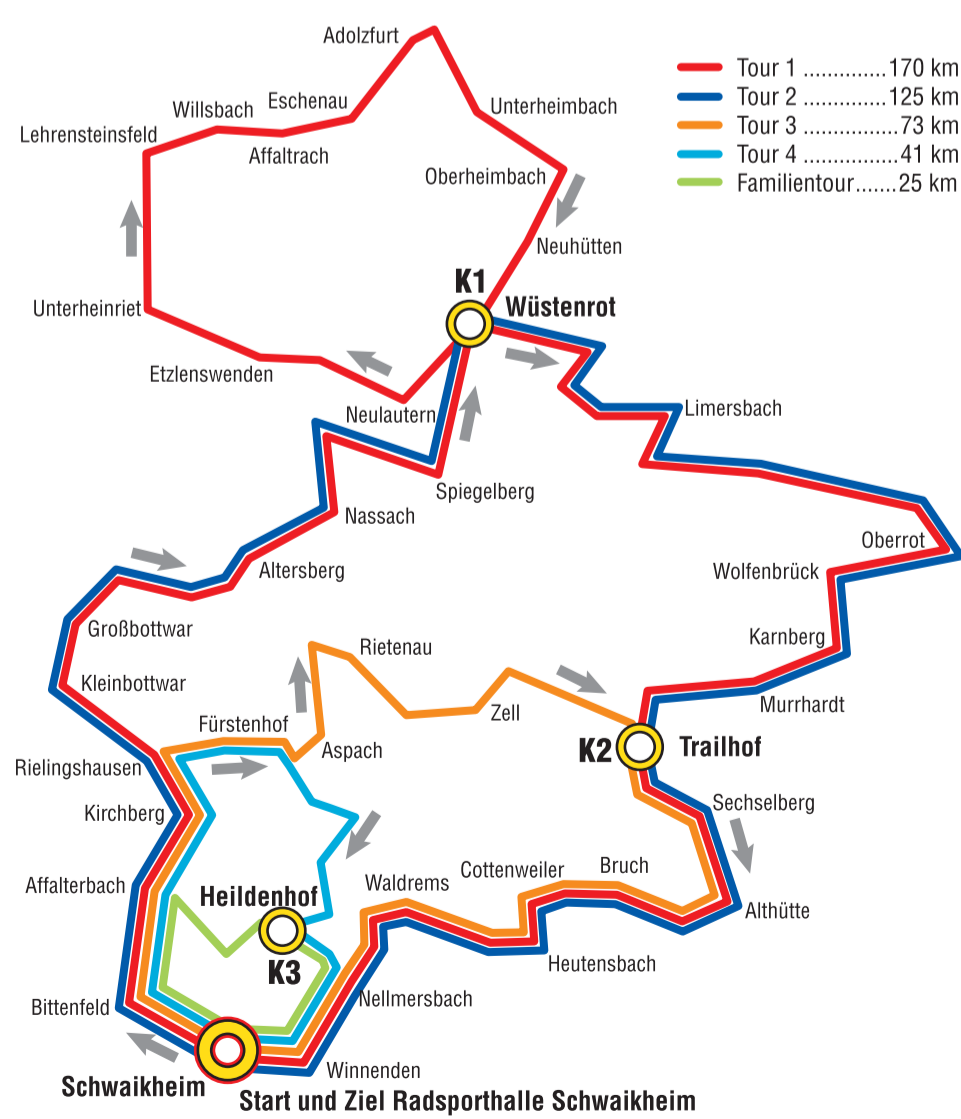 Adolzfurt
Tour 1 ..............170 km
Tour 2 ..............125 km
Tour 3 ................73 km
Tour 4 ................41 km
Familientour.......25 km
Eschenau
Willsbach
Unterheimbach
Lehrensteinsfeld
Affaltrach
Oberheimbach
Neuhütten
K1
Wüstenrot
Unterheinriet
Etzlenswenden
Neulautern
Limersbach
Spiegelberg
Nassach
Oberrot
Altersberg
Wolfenbrück
Großbottwar
Karnberg
Rietenau
Kleinbottwar
Murrhardt
Zell
Fürstenhof
Aspach
K2
Trailhof
Rielingshausen
Sechselberg
Kirchberg
Bruch
Cottenweiler
Waldrems
Affalterbach
Heildenhof
Althütte
Heutensbach
K3
Nellmersbach
Bittenfeld
Winnenden
Schwaikheim
Start und Ziel Radsporthalle Schwaikheim